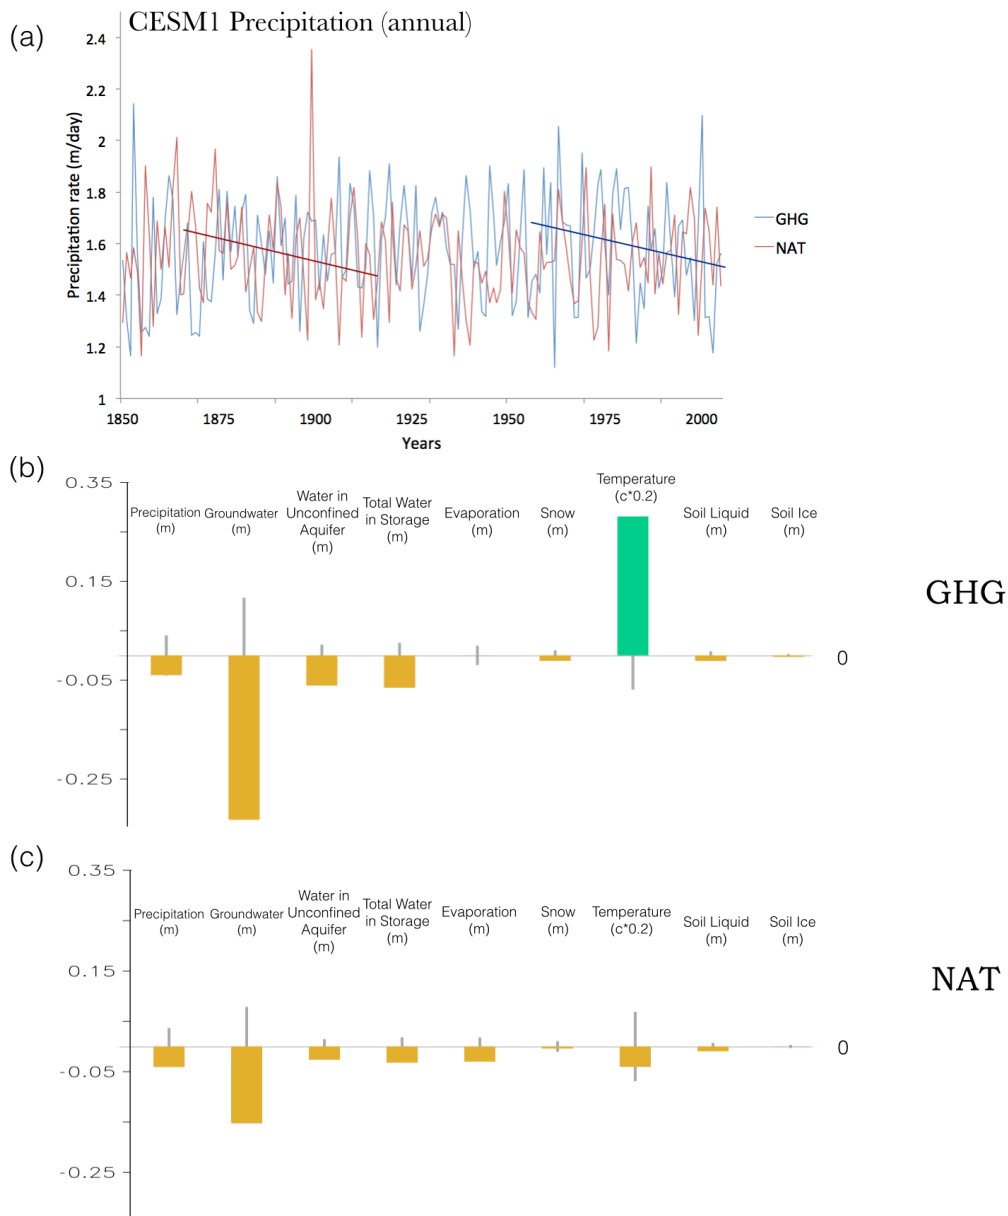 (a)
CESM1 Precipitation (annual)
2.4
2.2
2
1.8
1.6
1.4
1.2
1
Precipitation rate (m/day)
1850 1875 1900 1925 1950 1975 2000
Years
GHG
NAT
(b)
0.35
0.15
-0.05
-0.25
Precipitation
(m)
Groundwater
(m)
Water in
Unconfined
Aquifer
(m)
Total Water
in Storage
(m)
Evaporation
(m)
Snow
(m)
Temperature
(c*0.2)
Soil Liquid
(m)
Soil Ice
(m)
0
GHG
(c)
0.35
0.15
-0.05
-0.25
Precipitation
(m)
Groundwater
(m)
Water in
Unconfined
Aquifer
(m)
Total Water
in Storage
(m)
Evaporation
(m)
Snow
(m)
Temperature
(c*0.2)
Soil Liquid
(m)
Soil Ice
(m)
0
NAT